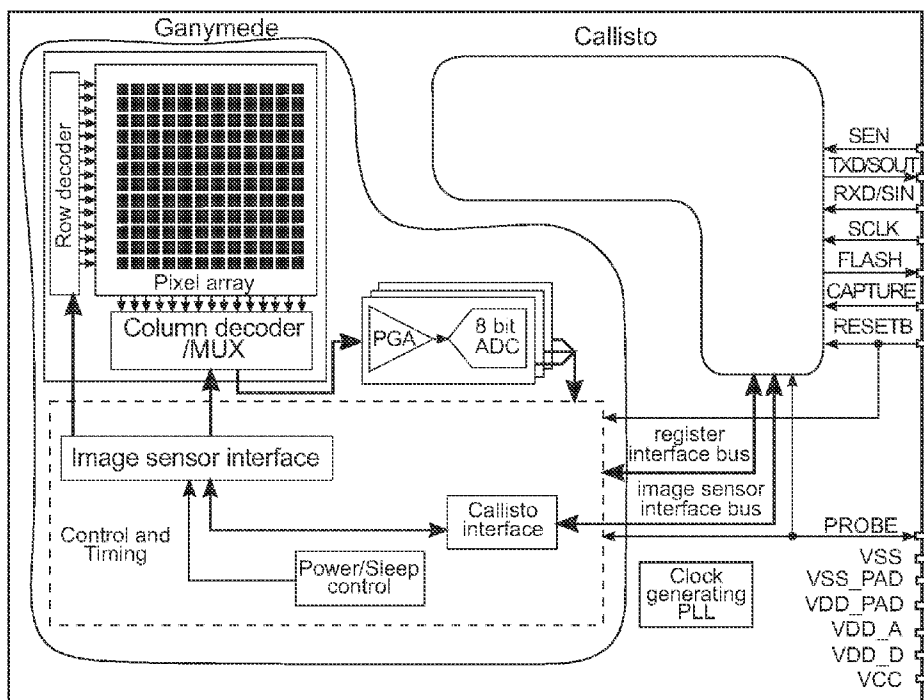 Ganymede
Callisto
Row decoder
Pixel array
Column decoder
/MUX
PGA
8 bit
ADC
SEN
TXD/SOUT
RXD/SIN
SCLK
FLASH
CAPTURE
RESETB
register
interface bus
image sensor
interface bus
Image sensor interface
Callisto
interface
Control and
Timing
Power/Sleep
control
Clock
generating
PLL
PROBE
VSS
VSS_PAD
VDD_PAD
VDD_A
VDD_D
VCC